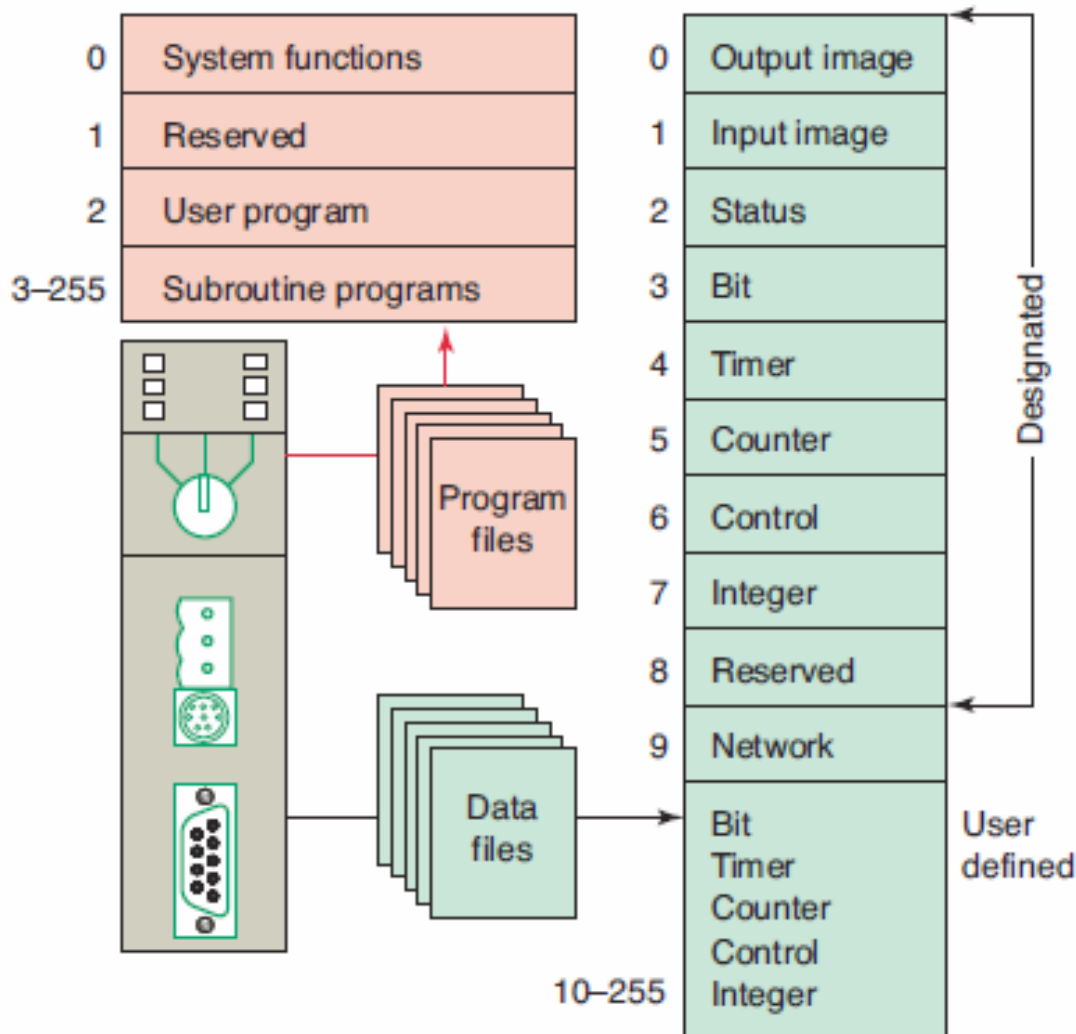 0 System functions
1 Reserved
2 User program
3–255 Subroutine programs
Program
files
Data
files
0 Output image
1 Input image
2 Status
3 Bit
4 Timer
5 Counter
6 Control
7 Integer
8 Reserved
9 Network
Bit
Timer
Counter
Control
10–255 Integer
Designated
User
defined